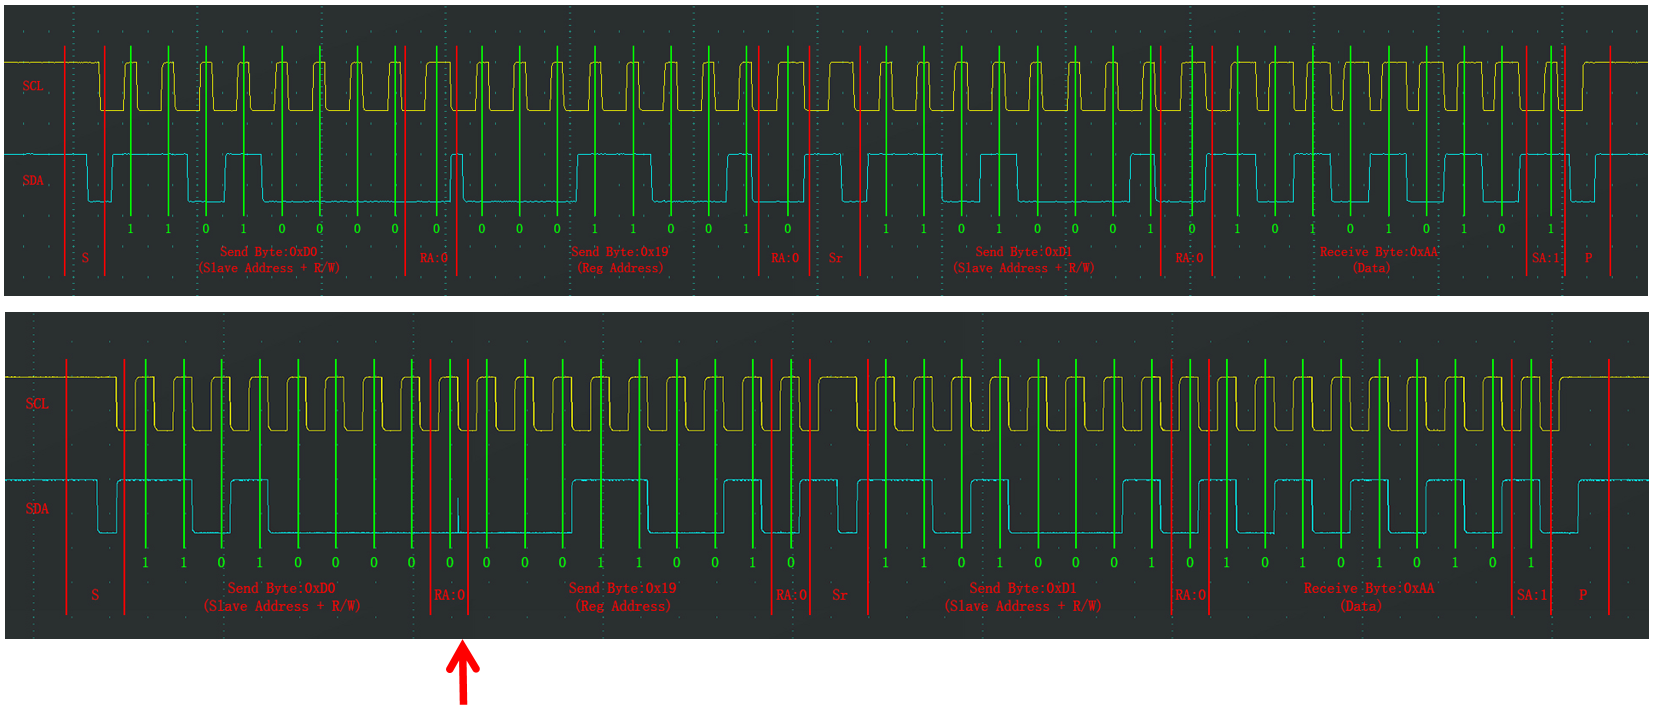 SCL
SDA
1 1 0 1 0 0 0 0 0 0 0 0 1 1 0 0 1 0 1 1 0 1 0 0 0 1 0 1 0 1 0 1 0 1 0 1
S Send Byte:0xD0 RA:0 Send Byte:0x19 RA:0 Sr Send Byte:0xD1 RA:0 Receive Byte:0xAA SA:1 P
(Slave Address + R/W) (Reg Address) (Slave Address + R/W) (Data)
SCL
SDA
1 1 0 1 0 0 0 0 0 0 0 0 1 1 0 0 1 0 1 1 0 1 0 0 0 1 0 1 0 1 0 1 0 1 0 1
S Send Byte:0xD0 RA:0 Send Byte:0x19 RA:0 Sr Send Byte:0xD1 RA:0 Receive Byte:0xAA SA:1 P
(Slave Address + R/W) (Reg Address) (Slave Address + R/W) (Data)